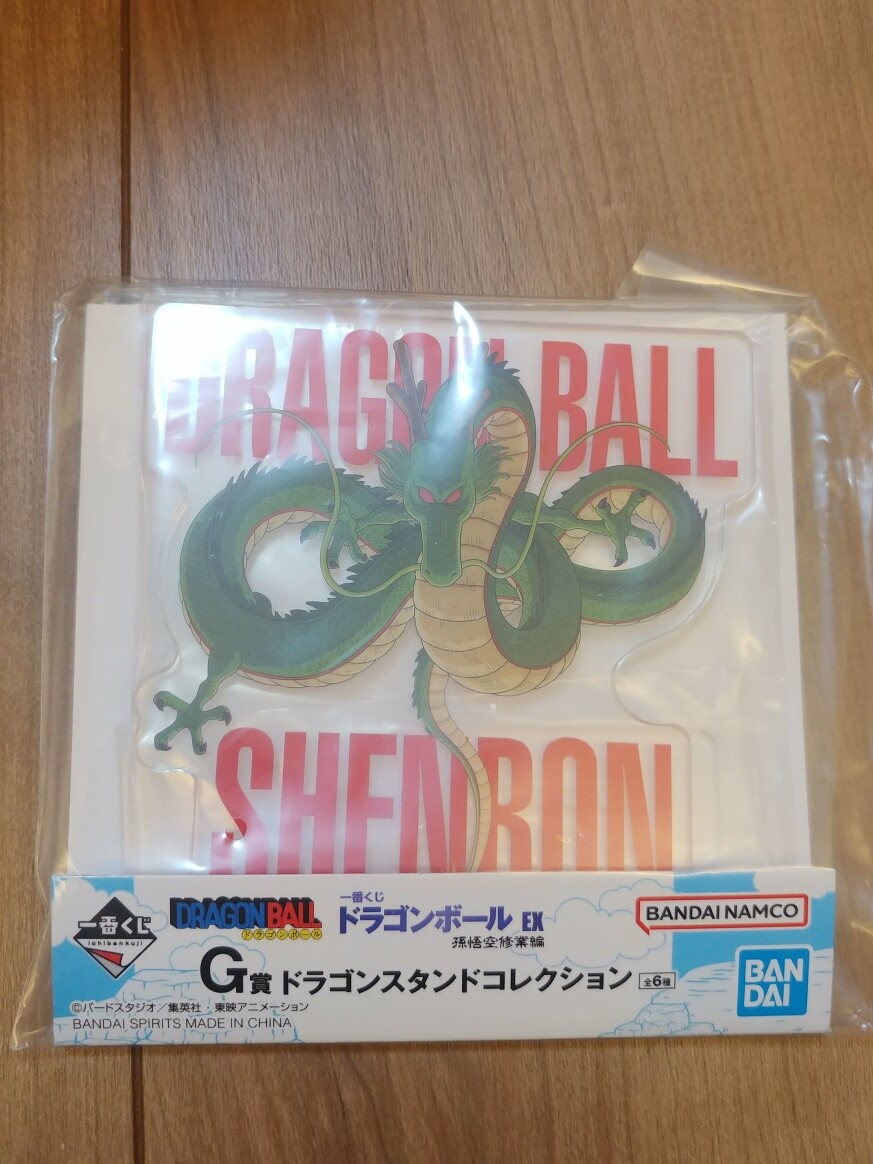 DRAGON BALL
SHENRON
一番くじ
ichibankuji
DRAGONBALL
ドラゴンボール
一番くじ
ドラゴンボール EX
孫悟空修業編
BANDAI NAMCO
G賞 ドラゴンスタンドコレクション 全6種
BAN
DAI
©バードスタジオ/集英社・東映アニメーション
BANDAI SPIRITS MADE IN CHINA